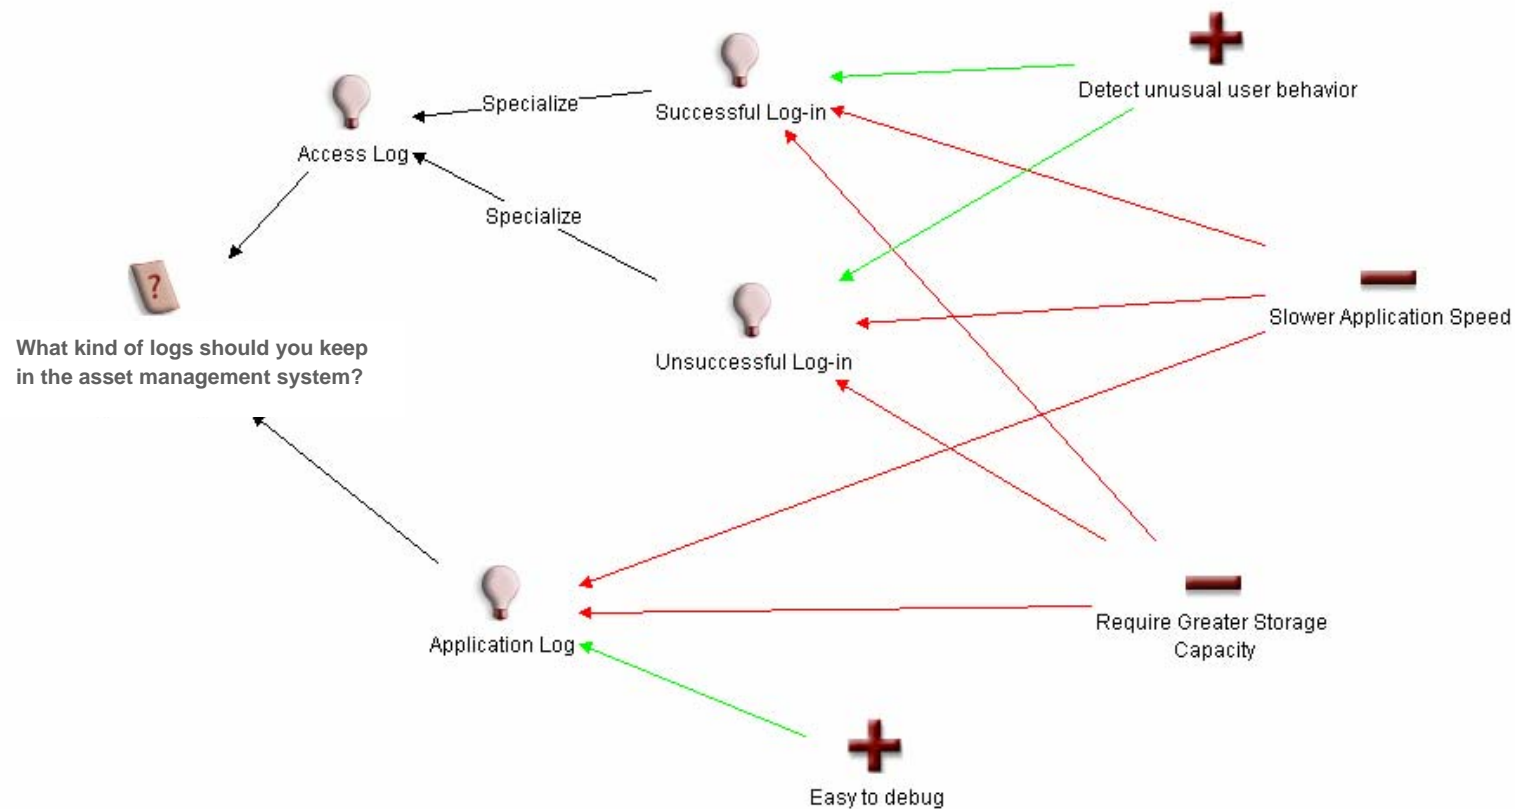 Successful Log-in
Detect unusual user behavior
Specialize
Access Log
Specialize
?
What kind of logs should you keep
in the asset management system?
Slower Application Speed
Unsuccessful Log-in
Application Log
Require Greater Storage
Capacity
Easy to debug